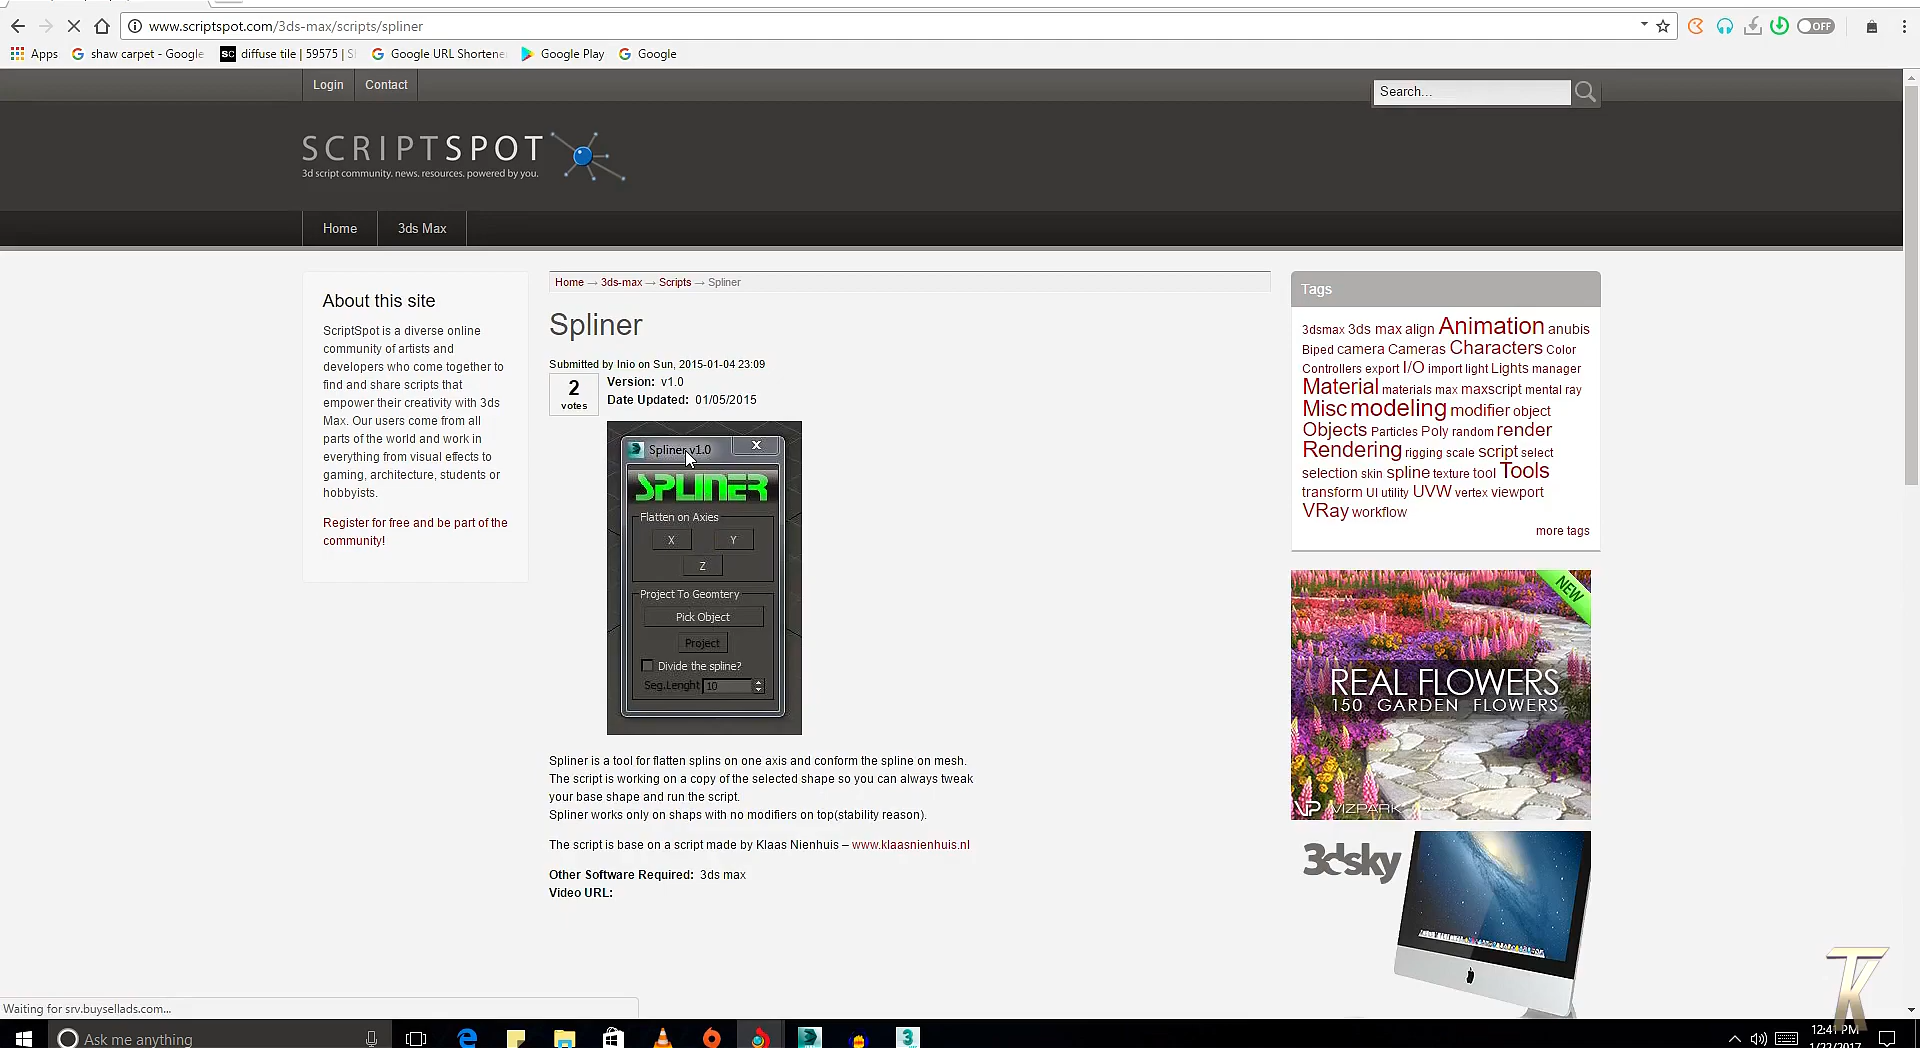 www.scriptspot.com/3ds-max/scripts/spliner
OFF
Apps
shaw carpet - Google
diffuse tile | 59575 | S
Google URL Shortene
Google Play
Google
Login
Contact
Search...
SCRIPTSPOT
3d script community. news. resources. powered by you.
Home
3ds Max
About this site
ScriptSpot is a diverse online
community of artists and
developers who come together to
find and share scripts that
empower their creativity with 3ds
Max. Our users come from all
parts of the world and work in
everything from visual effects to
gaming, architecture, students or
hobbyists.
Register for free and be part of the
community!
Home → 3ds-max → Scripts → Spliner
Spliner
Submitted by Inio on Sun, 2015-01-04 23:09
2
votes
Version: v1.0
Date Updated: 01/05/2015
Spliner v1.0
SPLINER
Flatten on Axies
X
Y
Z
Project To Geomtery
Pick Object
Project
Divide the spline?
Seg.Lenght 10
Spliner is a tool for flatten splins on one axis and conform the spline on mesh.
The script is working on a copy of the selected shape so you can always tweak
your base shape and run the script.
Spliner works only on shaps with no modifiers on top(stability reason).
The script is base on a script made by Klaas Nienhuis – www.klaasnienhuis.nl
Other Software Required: 3ds max
Video URL:
Tags
3dsmax 3ds max align Animation anubis
Biped camera Cameras Characters Color
Controllers export I/O import light Lights manager
Material materials max maxscript mental ray
Misc modeling modifier object
Objects Particles Poly random render
Rendering rigging scale script select
selection skin spline texture tool Tools
transform UI utility UVW vertex viewport
VRay workflow
more tags
NEW
REAL FLOWERS
150 GARDEN FLOWERS
VP VIZPARK
3dsky
TK
Waiting for srv.buysellads.com...
Ask me anything
12:41 PM
1/22/2017